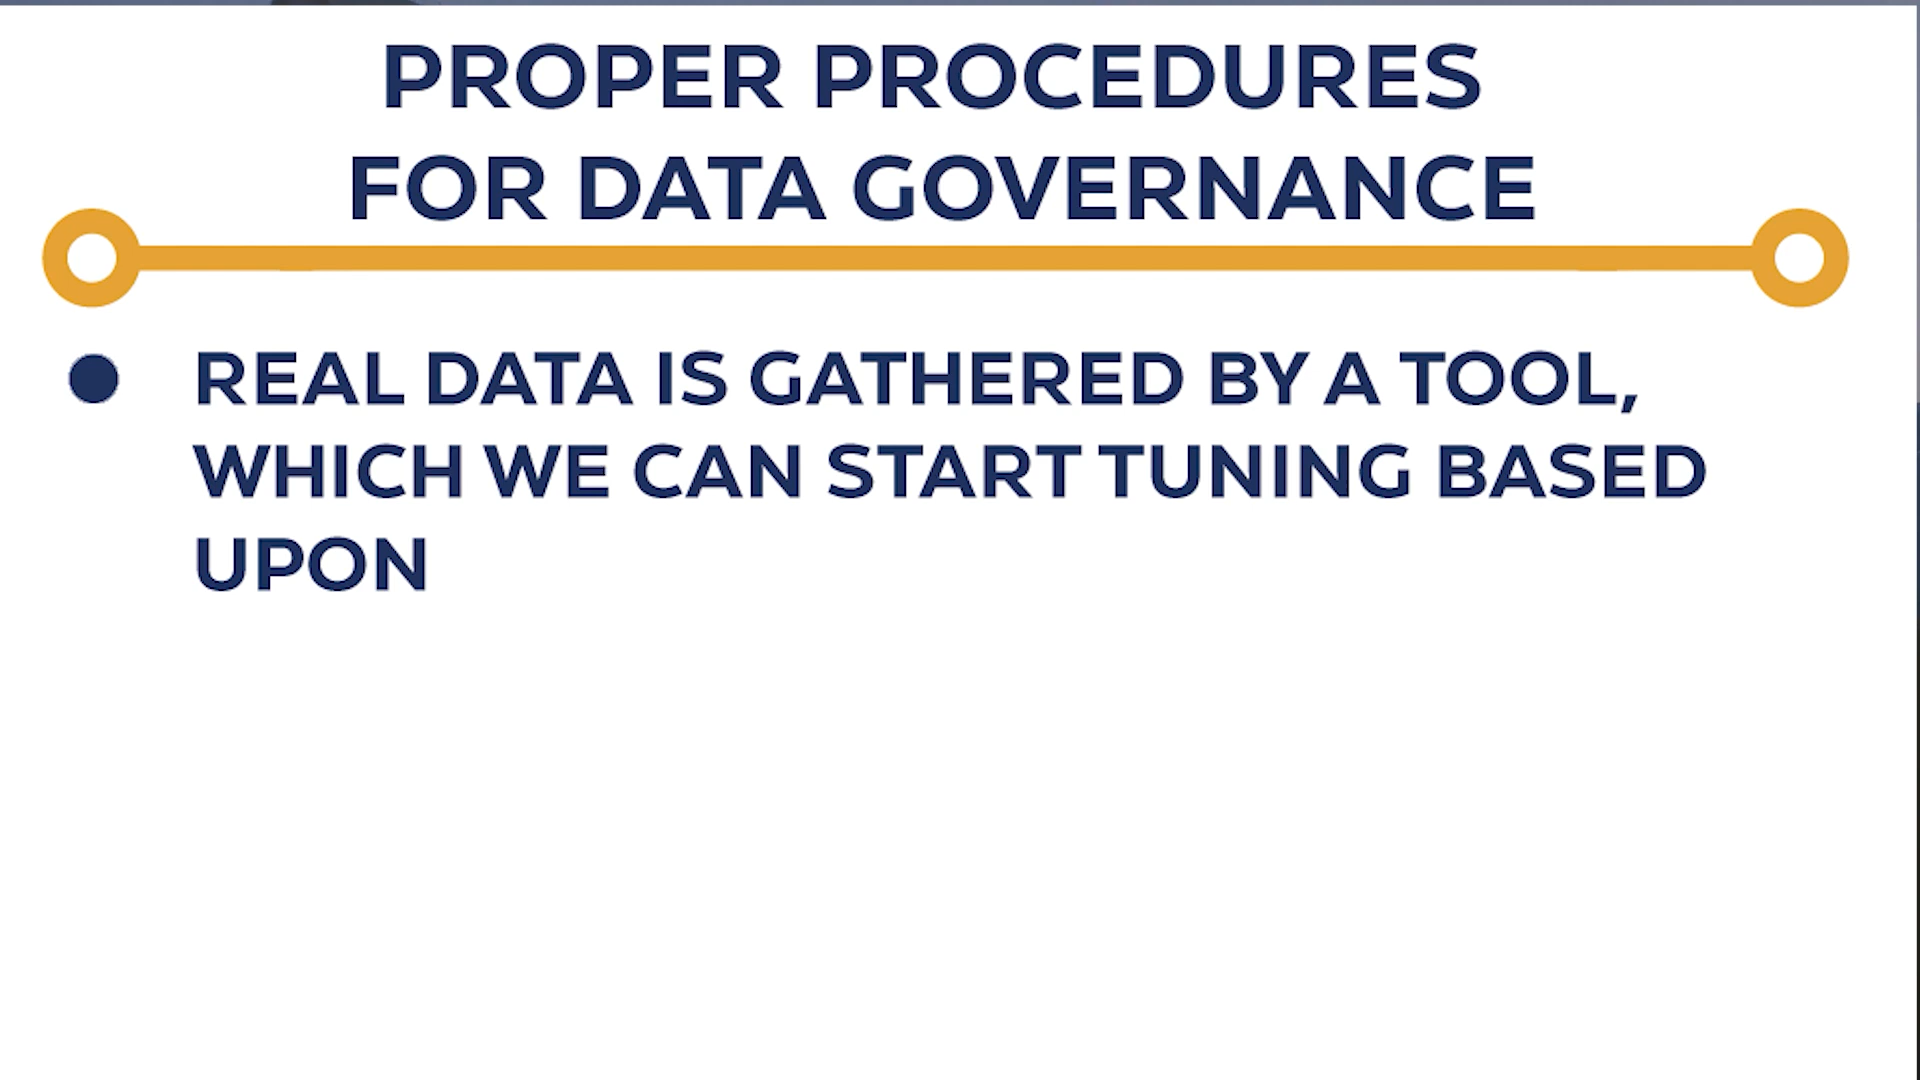 PROPER PROCEDURES
FOR DATA GOVERNANCE
REAL DATA IS GATHERED BY A TOOL,
WHICH WE CAN START TUNING BASED
UPON